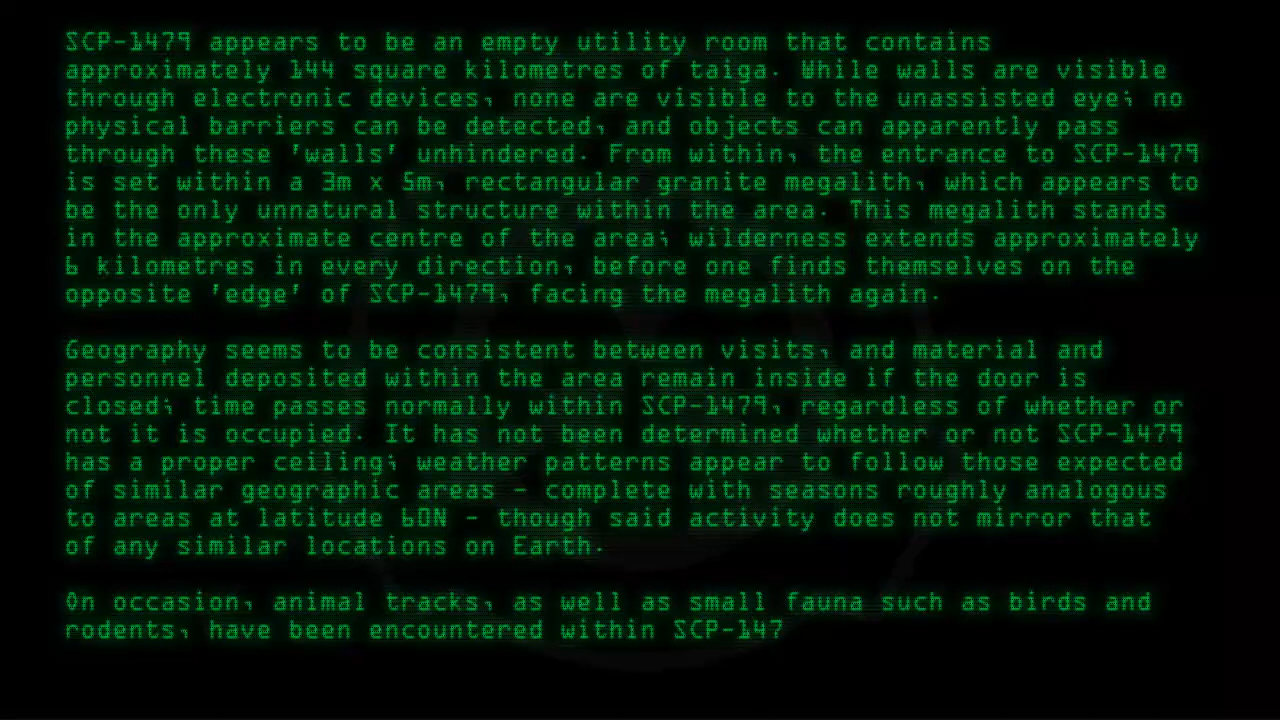 SCP-1479 appears to be an empty utility room that contains
approximately 144 square kilometres of taiga. While walls are visible
through electronic devices, none are visible to the unassisted eye; no
physical barriers can be detected, and objects can apparently pass
through these 'walls' unhindered. From within, the entrance to SCP-1479
is set within a 3m x 5m, rectangular granite megalith, which appears to
be the only unnatural structure within the area. This megalith stands
in the approximate centre of the area; wilderness extends approximately
6 kilometres in every direction, before one finds themselves on the
opposite 'edge' of SCP-1479, facing the megalith again.
Geography seems to be consistent between visits, and material and
personnel deposited within the area remain inside if the door is
closed; time passes normally within SCP-1479, regardless of whether or
not it is occupied. It has not been determined whether or not SCP-1479
has a proper ceiling; weather patterns appear to follow those expected
of similar geographic areas - complete with seasons roughly analogous
to areas at latitude 60N - though said activity does not mirror that
of any similar locations on Earth.
On occasion, animal tracks, as well as small fauna such as birds and
rodents, have been encountered within SCP-147